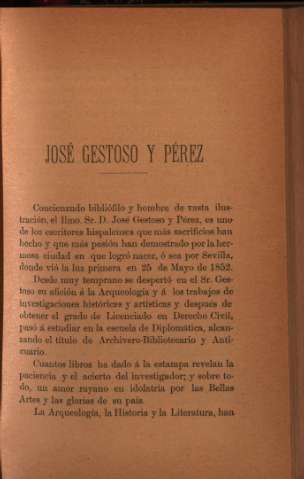 JOSÉ GESTOSO Y PÉREZ
Concienzudo bibliófilo y hombre de vasta ilus-
tración, el Ilmo. Sr. D. José Gestoso y Pérez, es uno
de los escritores hispalenses que más sacrificios han
hecho y que más pasión han demostrado por la her-
mosa ciudad en que logró nacer, ó sea por Sevilla,
donde vió la luz primera en 25 de Mayo de 1852.
Desde muy temprano se despertó en el Sr. Ges-
toso su afición á la Arqueología y á los trabajos de
investigaciones históricas y artísticas y después de
obtener el grado de Licenciado en Derecho Civil,
pasó á estudiar en la escuela de Diplomática, alcan-
zando el título de Archivero-Bibliotecario y Anti-
cuario.
Cuantos libros ha dado á la estampa revelan la
paciencia y el acierto del investigador; y sobre to-
do, un amor rayano en idolatría por las Bellas
Artes y las glorias de su país.
La Arqueología, la Historia y la Literatura, han